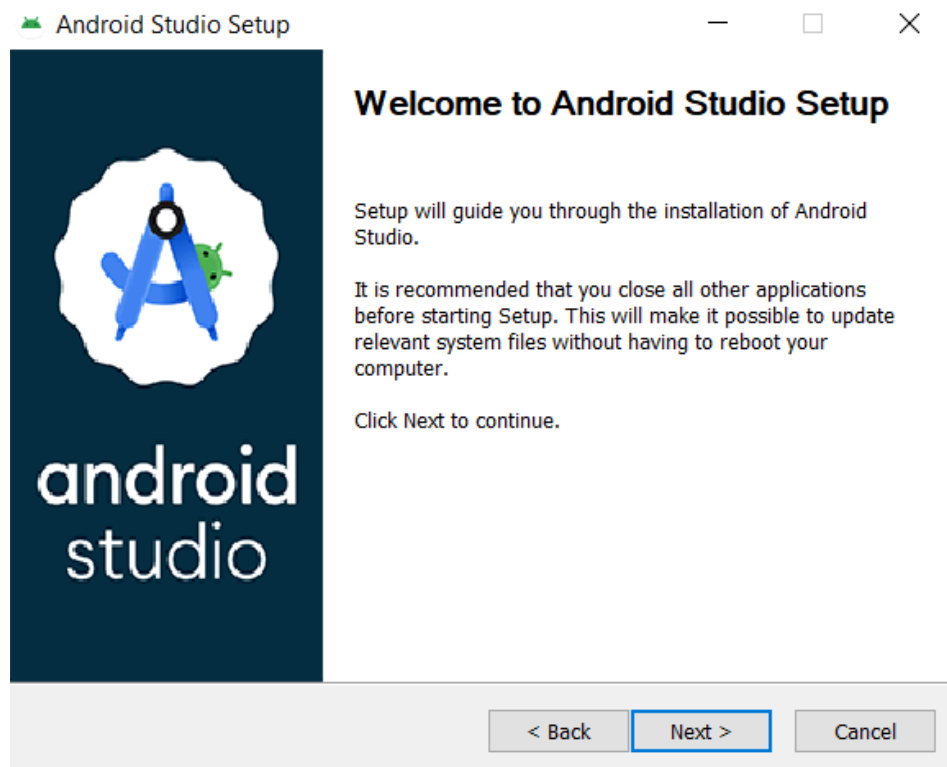 Android Studio Setup
Welcome to Android Studio Setup
Setup will guide you through the installation of Android
Studio.
It is recommended that you close all other applications
before starting Setup. This will make it possible to update
relevant system files without having to reboot your
computer.
Click Next to continue.
android
studio
< Back
Next >
Cancel